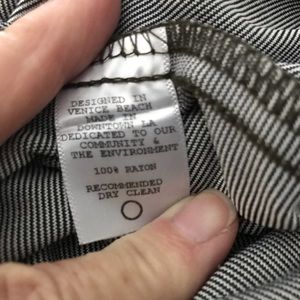 DESIGNED IN
VENICE BEACH
MADE IN
DOWNTOWN LA
DEDICATED TO OUR
COMMUNITY &
THE ENVIRONMENT
100% RAYON
RECOMMENDED
DRY CLEAN